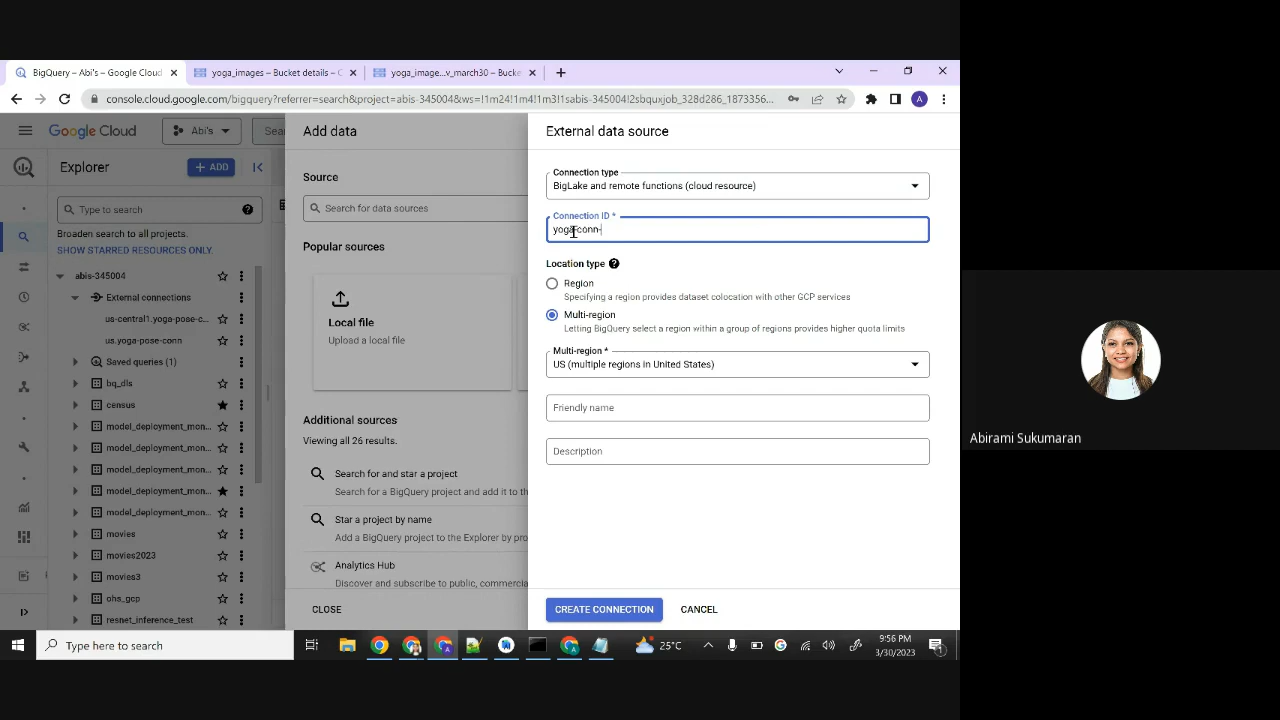 BigQuery – Abi's – Google Cloud
yoga_images – Bucket details – C
yoga_image...v_march30 – Bucke
console.cloud.google.com/bigquery?referrer=search&project=abis-345004&ws=!1m24!1m4!1m3!1sabis-345004!2sbquxjob_328d286_1873356...
A
Google Cloud
Abi's
Sea
Add data
External data source
Explorer
+ ADD
Type to search
Broaden search to all projects.
SHOW STARRED RESOURCES ONLY.
abis-345004
External connections
us-central1.yoga-pose-c...
us.yoga-pose-conn
Saved queries (1)
bq_dls
census
model_deployment_mon...
model_deployment_mon...
model_deployment_mon...
model_deployment_mon...
model_deployment_mon...
movies
movies2023
movies3
ohs_gcp
resnet_inference_test
Source
Search for data sources
Popular sources
Local file
Upload a local file
Additional sources
Viewing all 26 results.
Search for and star a project
Search for a BigQuery project and add it to th
Star a project by name
Add a BigQuery project to the Explorer by pro
Analytics Hub
Discover and subscribe to public, commercia
CLOSE
Connection type
BigLake and remote functions (cloud resource)
Connection ID *
yoga-conn-
Location type
Region
Specifying a region provides dataset colocation with other GCP services
Multi-region
Letting BigQuery select a region within a group of regions provides higher quota limits
Multi-region *
US (multiple regions in United States)
Friendly name
Description
CREATE CONNECTION
CANCEL
Abirami Sukumaran
Type here to search
25°C
9:56 PM
3/30/2023